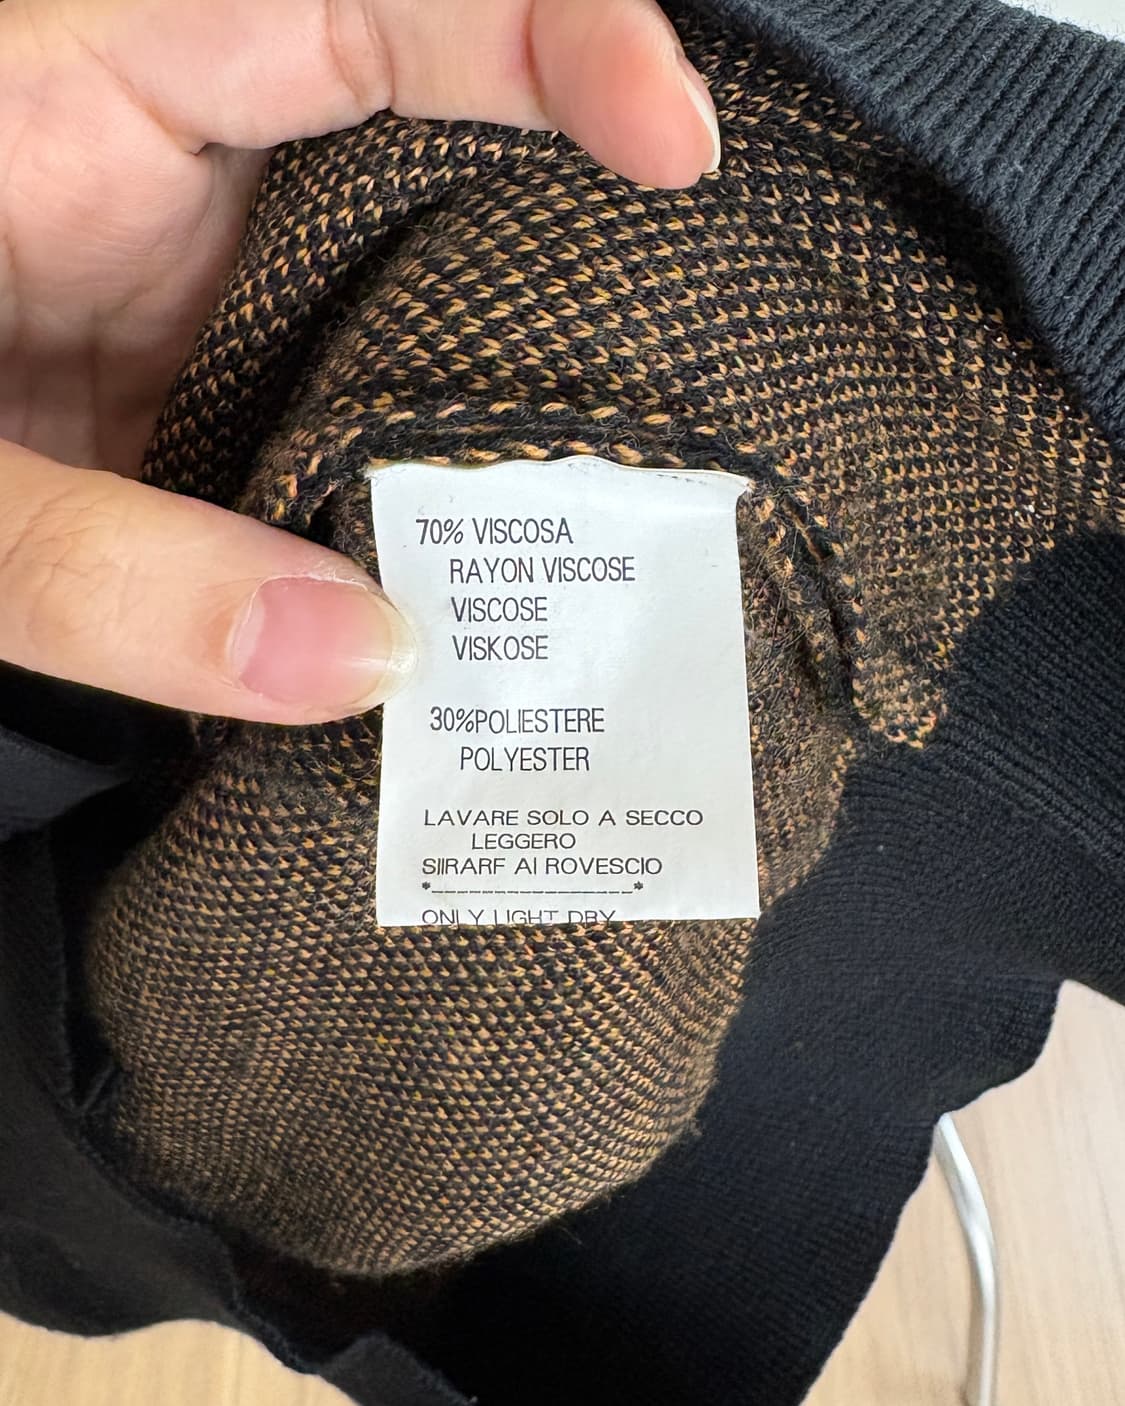 70% VISCOSA
RAYON VISCOSE
VISCOSE
VISKOSE
30%POLIESTERE
POLYESTER
LAVARE SOLO A SECCO
LEGGERO
SIIRARF AI ROVESCIO
*_________________*
ONLY LIGHT DRY